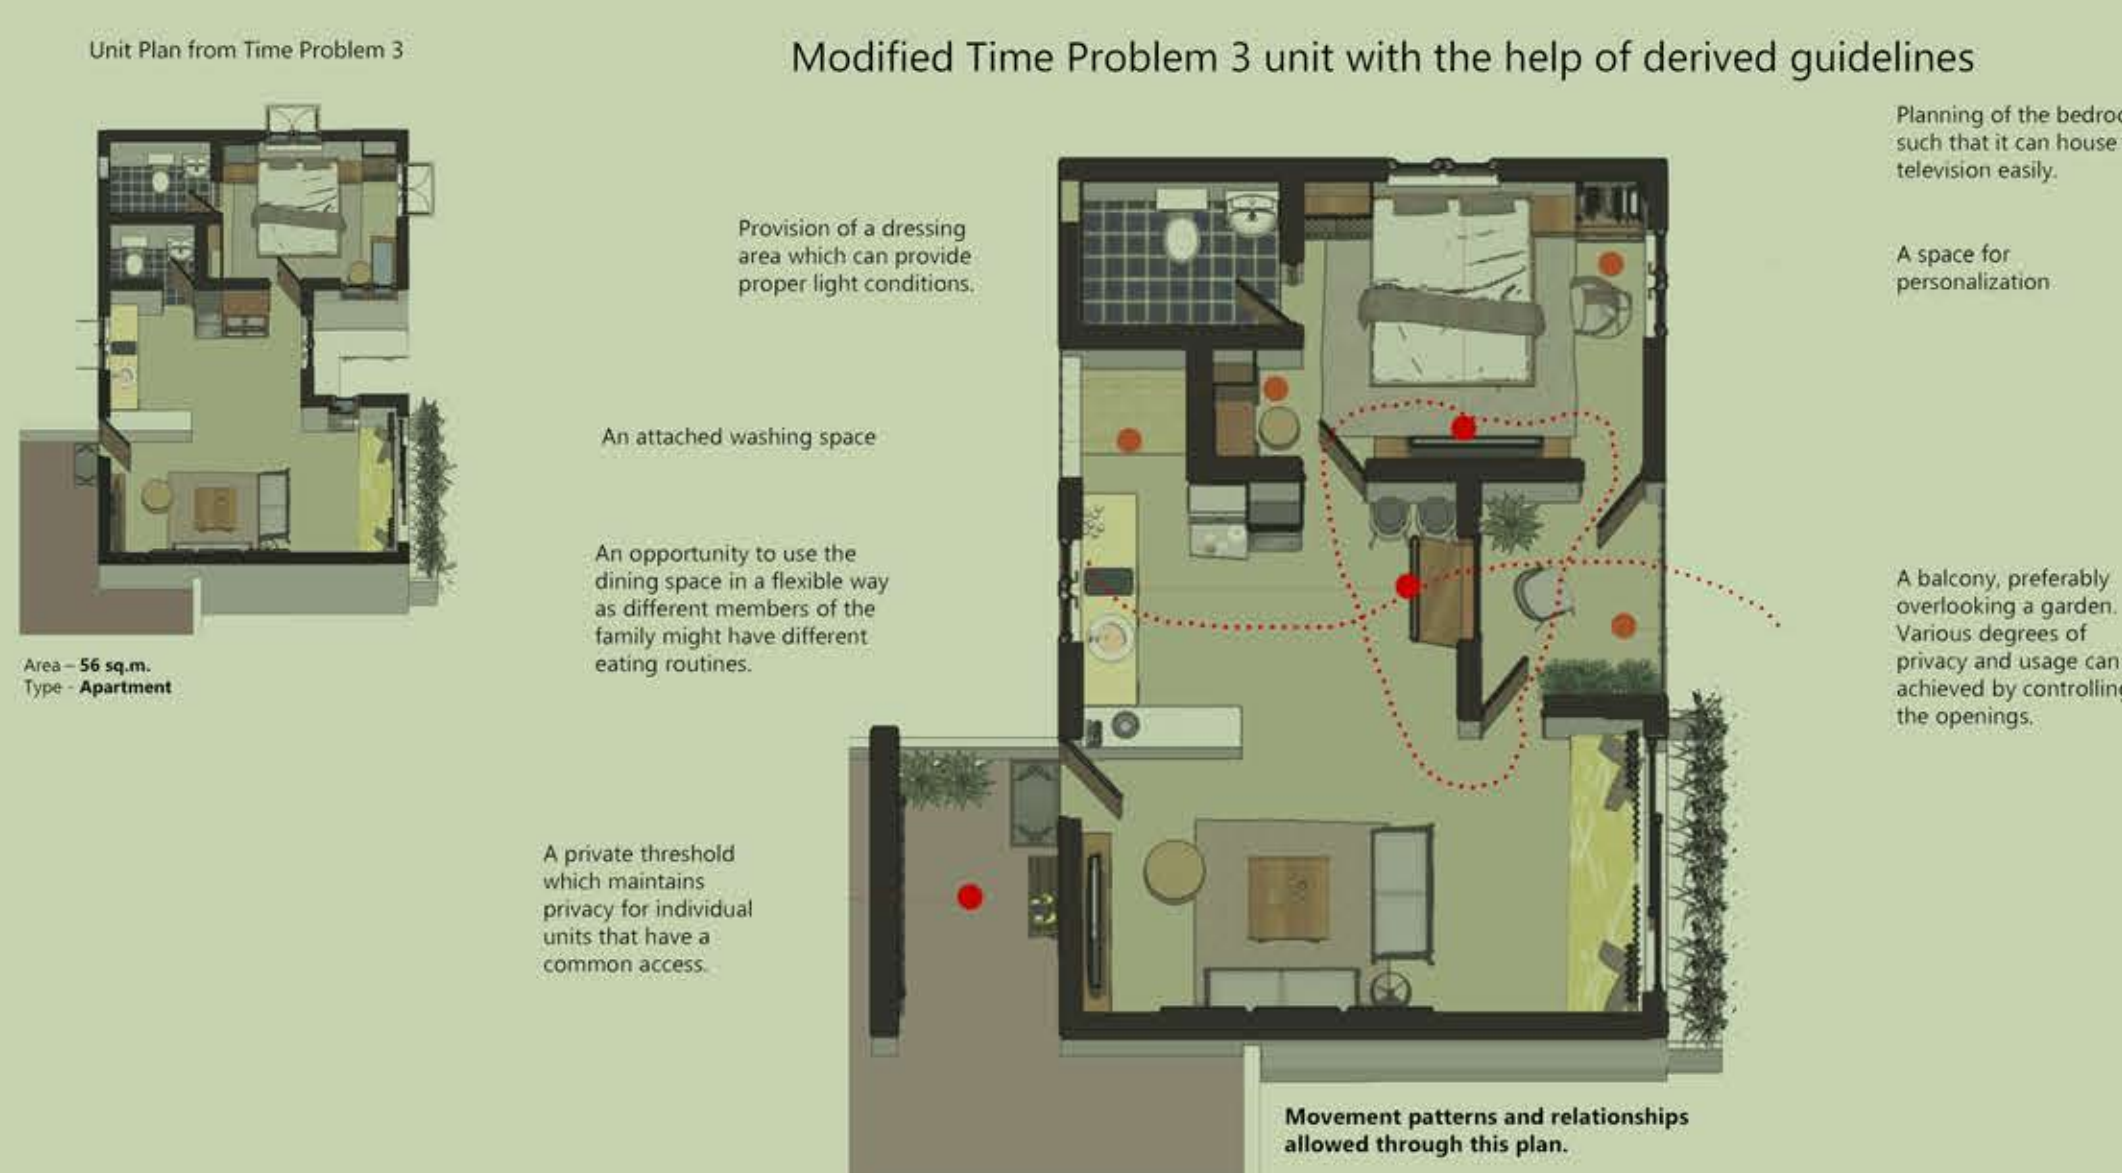 Unit Plan from Time Problem 3
Modified Time Problem 3 unit with the help of derived guidelines
Area – 56 sq.m.
Type - Apartment
Provision of a dressing
area which can provide
proper light conditions.
An attached washing space
An opportunity to use the
dining space in a flexible way
as different members of the
family might have different
eating routines.
A private threshold
which maintains
privacy for individual
units that have a
common access.
Planning of the
such that it can house
television easily.
A space for
personalization
A balcony, preferably
overlooking a garden.
Various degrees of
privacy and usage can
achieved by
the openings.
Movement patterns and relationships
allowed through this plan.